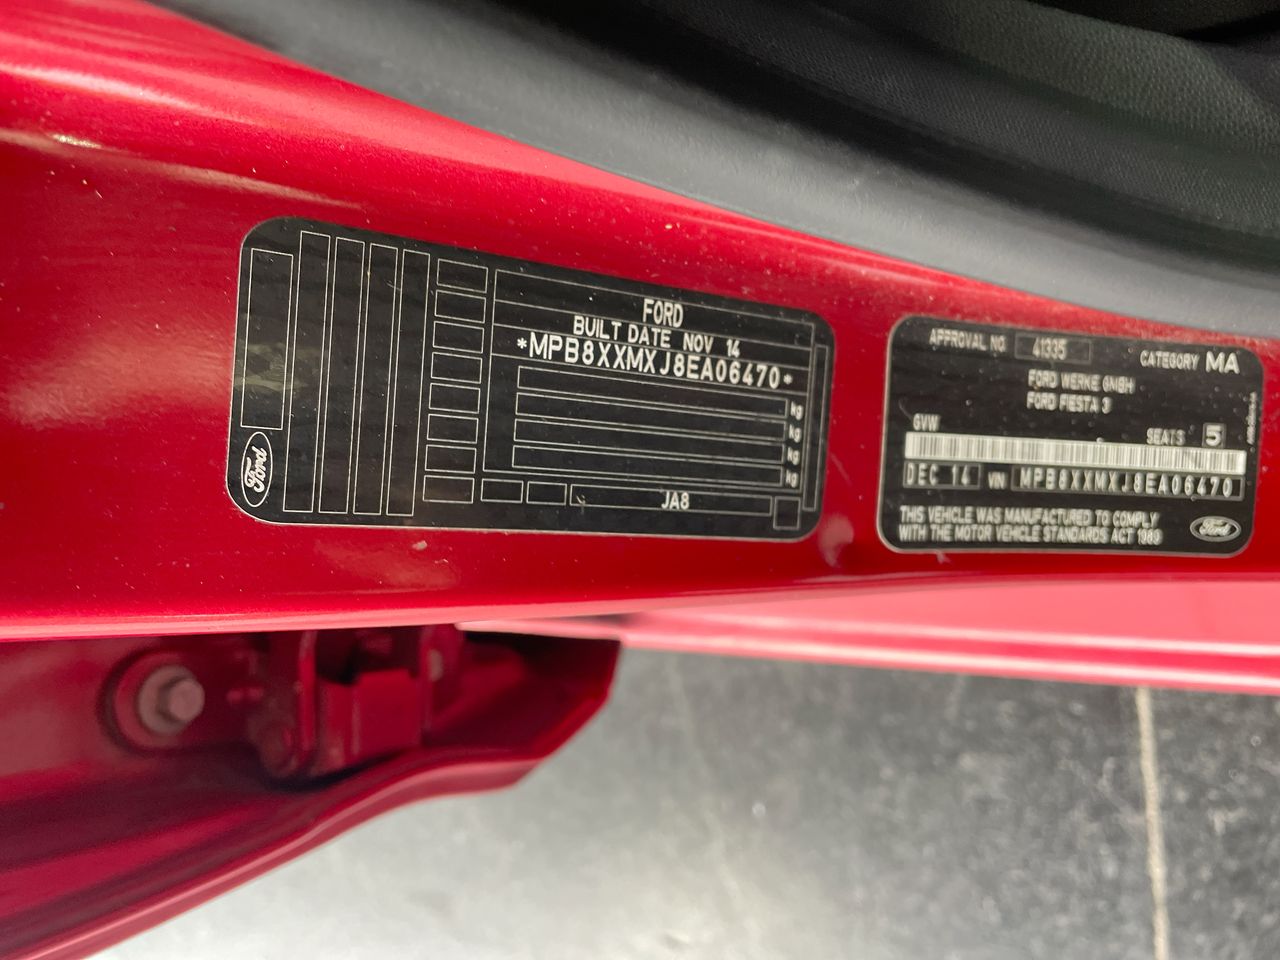 FORD
BUILT DATE NOV 14
*MPB8XXMXJ8EA06470*
kg
kg
kg
kg
JA8
Ford
APPROVAL NO. 41335 CATEGORY MA
FORD WERKE GMBH
FORD FIESTA 3
GVW SEATS 5
DEC 14 VIN MPB8XXMXJ8EA06470
THIS VEHICLE WAS MANUFACTURED TO COMPLY
WITH THE MOTOR VEHICLE STANDARDS ACT 1989
Ford